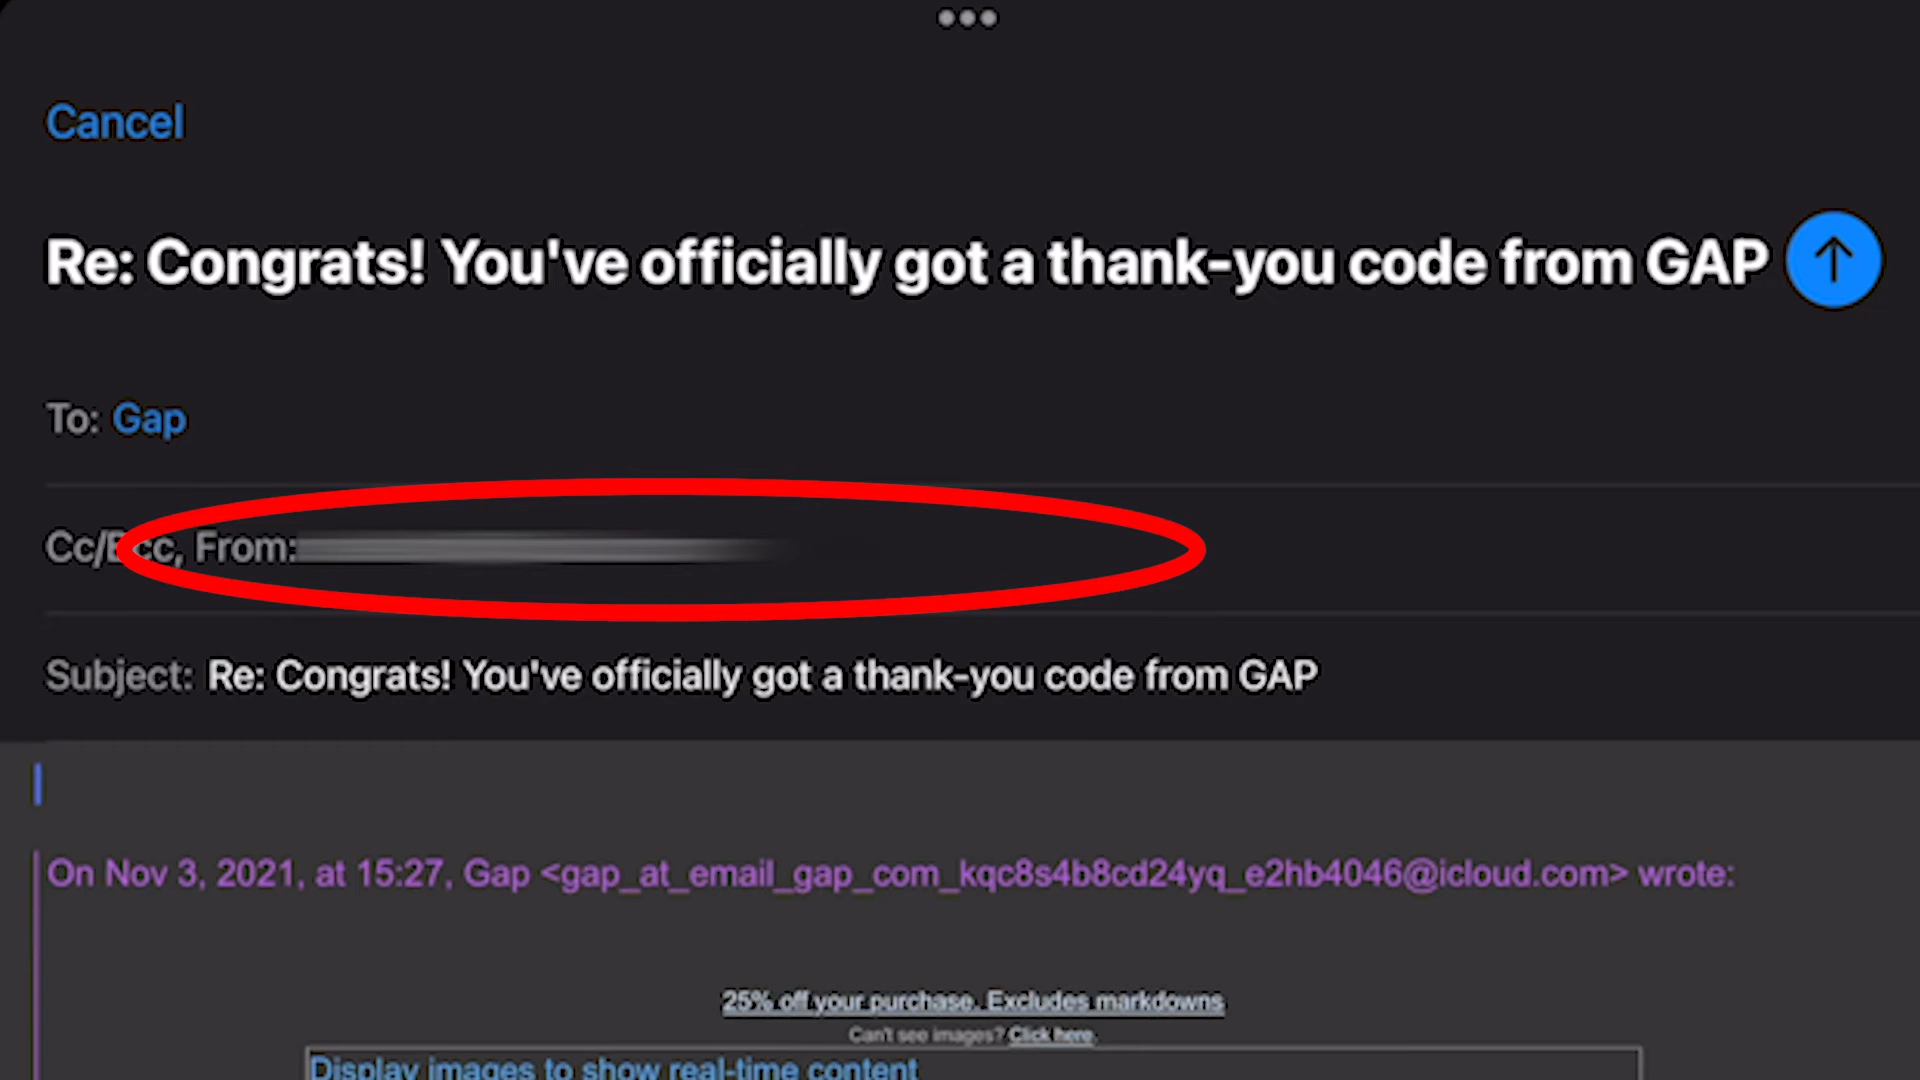 Cancel
Re: Congrats! You've officially got a thank-you code from GAP
To: Gap
Cc/Bcc, From:
Subject: Re: Congrats! You've officially got a thank-you code from GAP
On Nov 3, 2021, at 15:27, Gap <gap_at_email_gap_com_kqc8s4b8cd24yq_e2hb4046@icloud.com> wrote:
25% off your purchase. Excludes markdowns
Can't see images? Click here.
Display images to show real-time content